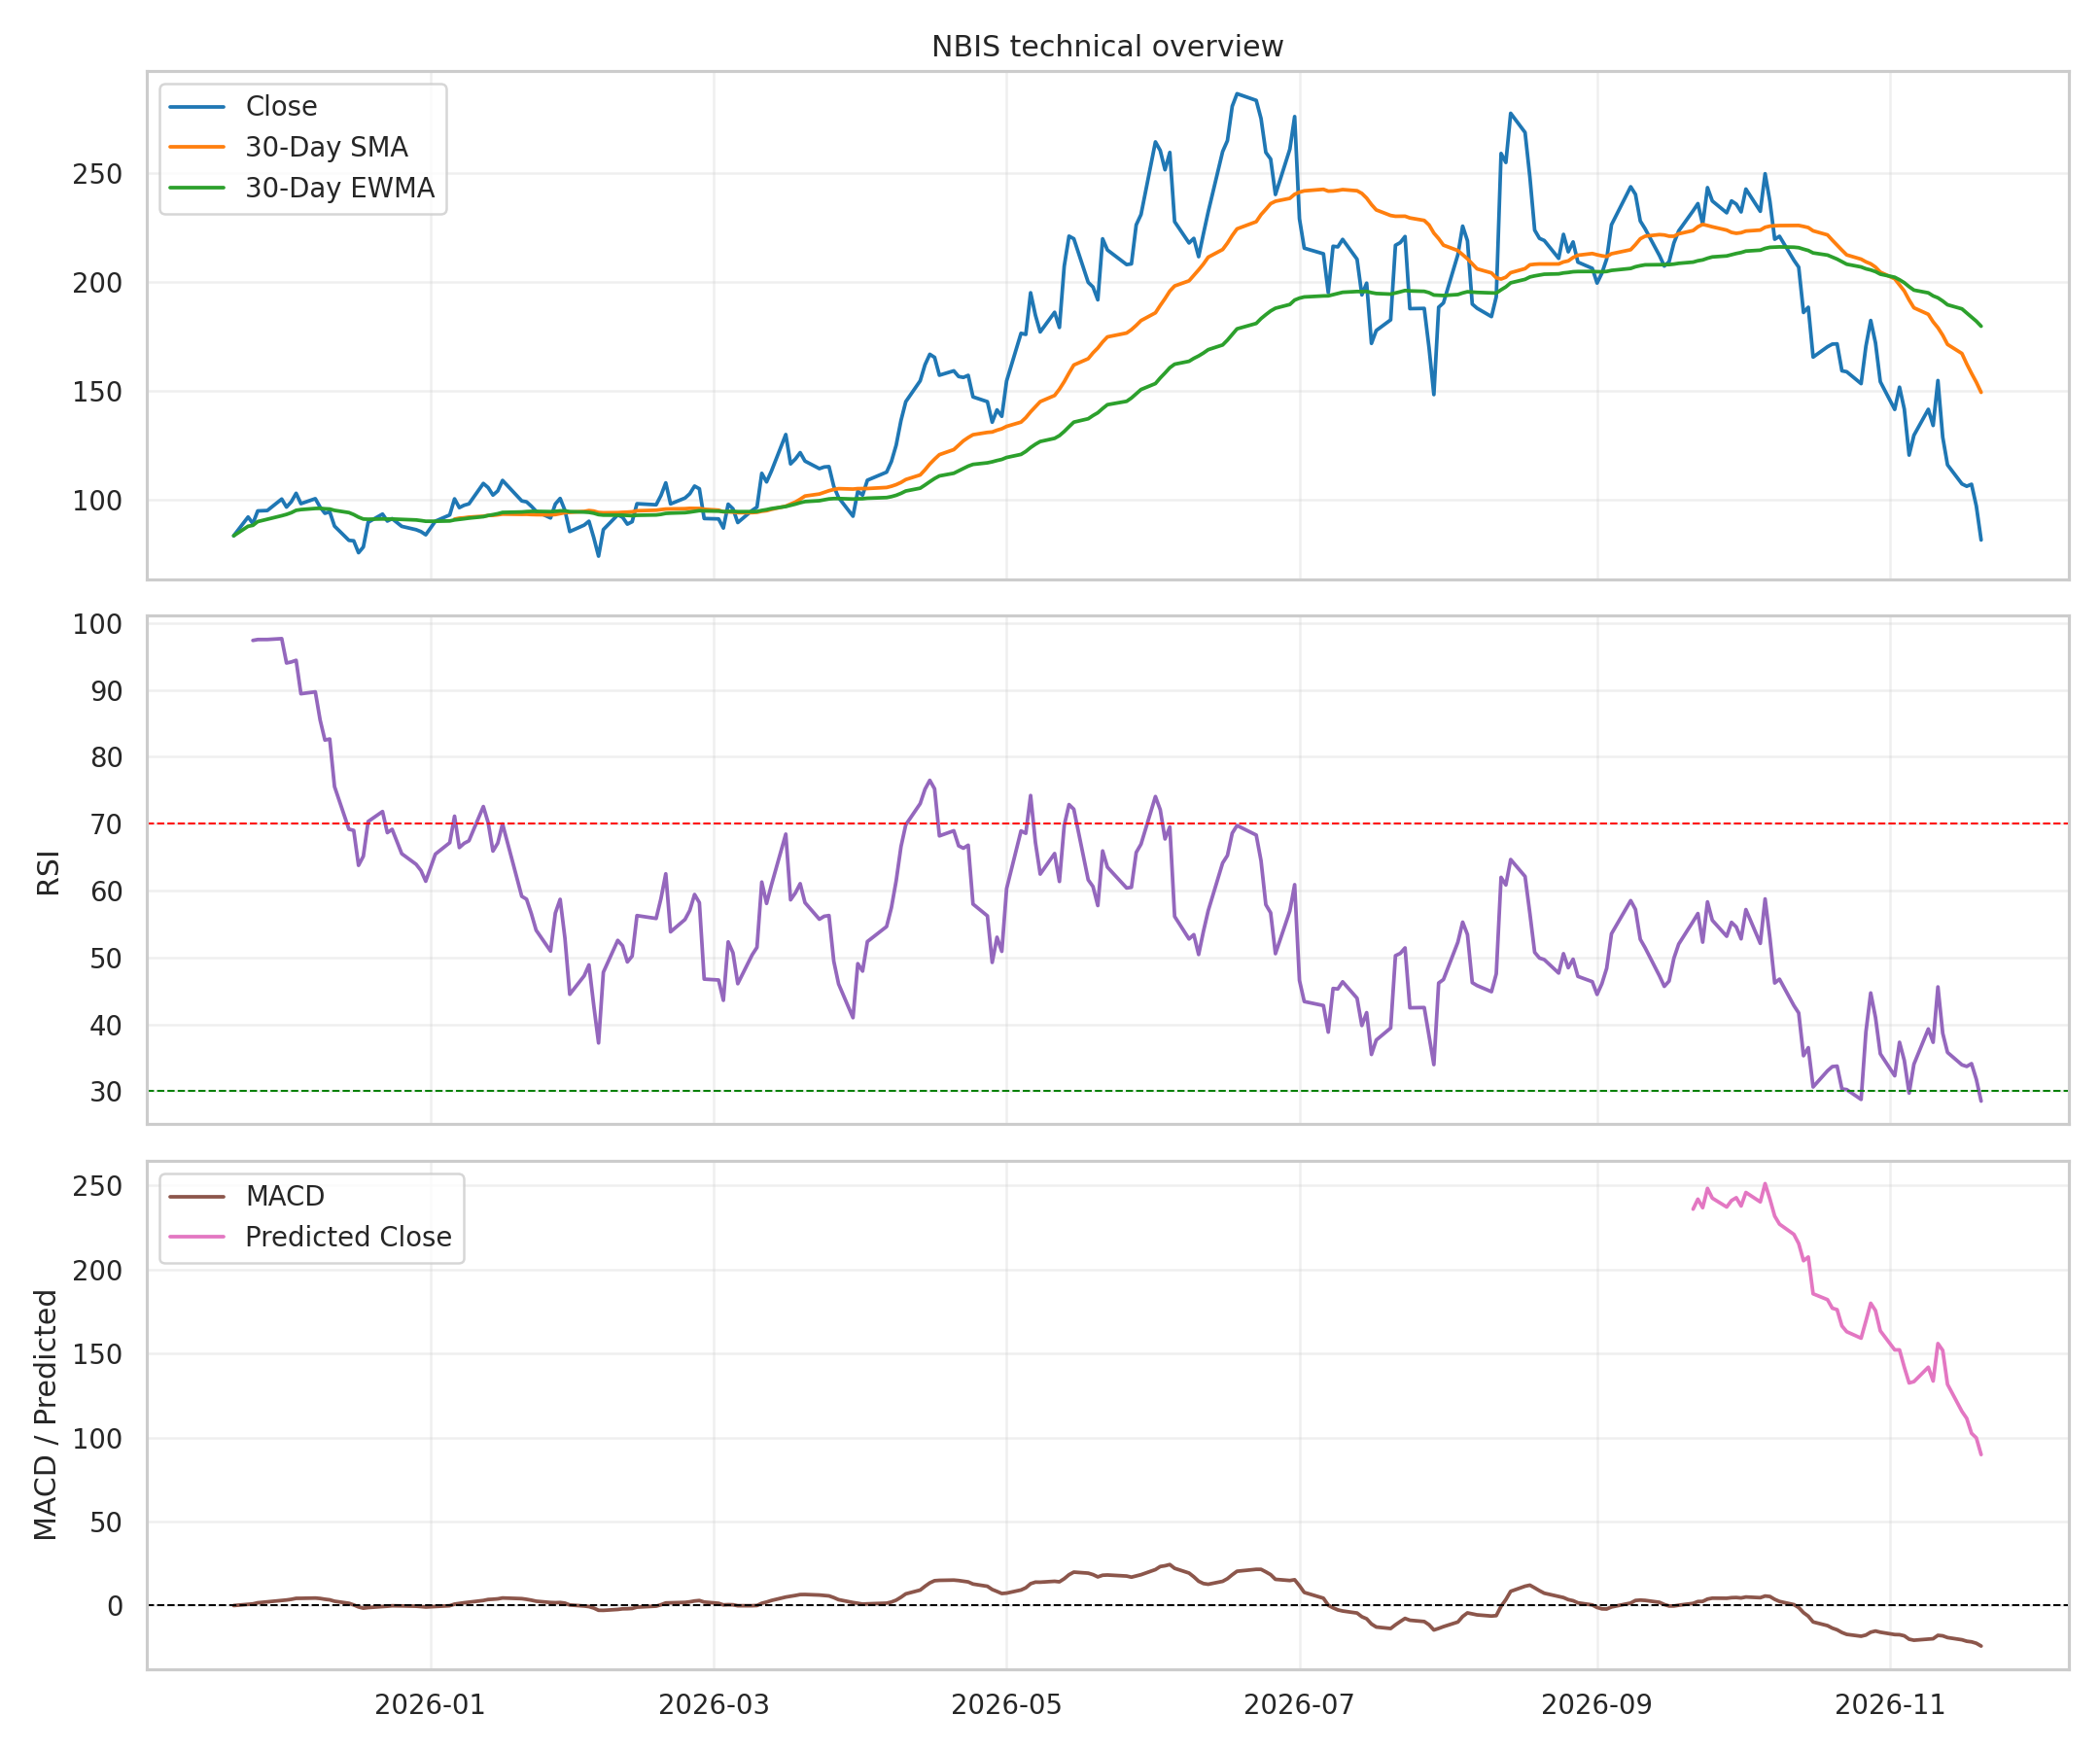 NBIS technical overview
Close
30-Day SMA
30-Day EWMA
250
200
150
100
RSI
100
90
80
70
60
50
40
30
MACD / Predicted
MACD
Predicted Close
250
200
150
100
50
0
2026-01 2026-03 2026-05 2026-07 2026-09 2026-11